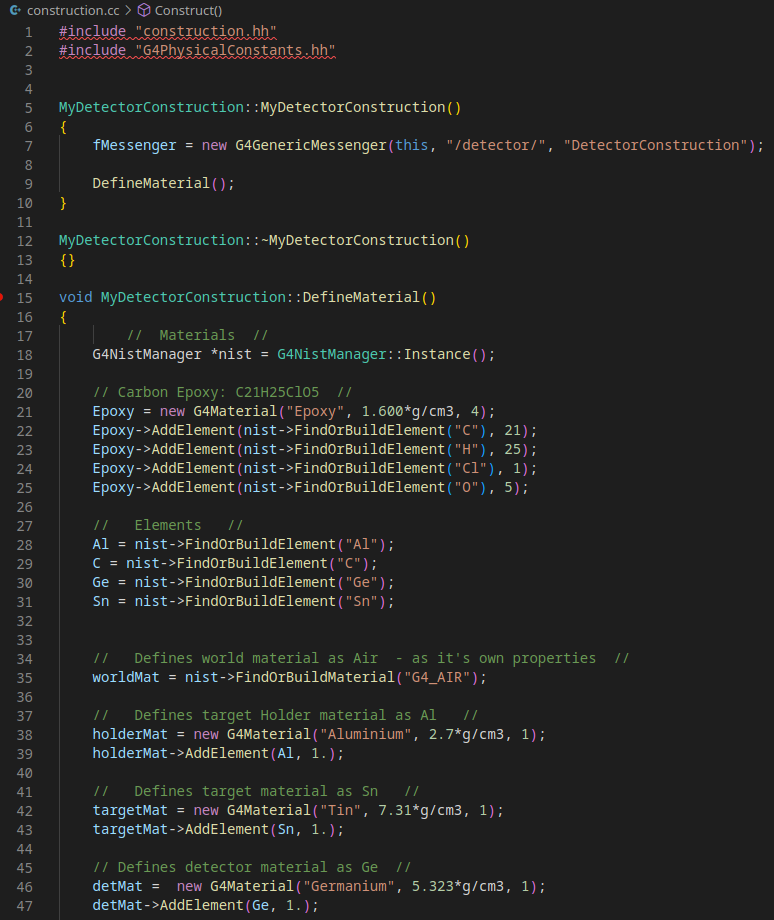 construction.cc > Construct()
1 #include "construction.hh"
2 #include "G4PhysicalConstants.hh"
3
4
5 MyDetectorConstruction::MyDetectorConstruction()
6 {
7     fMessenger = new G4GenericMessenger(this, "/detector/", "DetectorConstruction");
8
9     DefineMaterial();
10 }
11
12 MyDetectorConstruction::~MyDetectorConstruction()
13 {}
14
15 void MyDetectorConstruction::DefineMaterial()
16 {
17         //  Materials  //
18     G4NistManager *nist = G4NistManager::Instance();
19
20     // Carbon Epoxy: C21H25ClO5  //
21     Epoxy = new G4Material("Epoxy", 1.600*g/cm3, 4);
22     Epoxy->AddElement(nist->FindOrBuildElement("C"), 21);
23     Epoxy->AddElement(nist->FindOrBuildElement("H"), 25);
24     Epoxy->AddElement(nist->FindOrBuildElement("Cl"), 1);
25     Epoxy->AddElement(nist->FindOrBuildElement("O"), 5);
26
27     //   Elements   //
28     Al = nist->FindOrBuildElement("Al");
29     C = nist->FindOrBuildElement("C");
30     Ge = nist->FindOrBuildElement("Ge");
31     Sn = nist->FindOrBuildElement("Sn");
32
33
34     //   Defines world material as Air  - as it's own properties  //
35     worldMat = nist->FindOrBuildMaterial("G4_AIR");
36
37     //   Defines target Holder material as Al   //
38     holderMat = new G4Material("Aluminium", 2.7*g/cm3, 1);
39     holderMat->AddElement(Al, 1.);
40
41     //   Defines target material as Sn   //
42     targetMat = new G4Material("Tin", 7.31*g/cm3, 1);
43     targetMat->AddElement(Sn, 1.);
44
45     // Defines detector material as Ge  //
46     detMat =  new G4Material("Germanium", 5.323*g/cm3, 1);
47     detMat->AddElement(Ge, 1.);